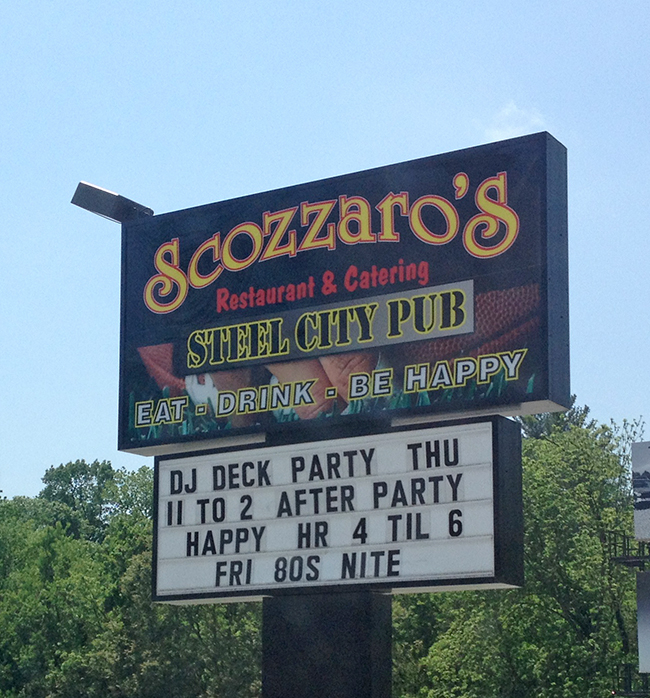 Scozzaro's
Restaurant & Catering
STEEL CITY PUB
EAT - DRINK - BE HAPPY
DJ DECK PARTY THU
11 TO 2 AFTER PARTY
HAPPY HR 4 TIL 6
FRI 80S NITE